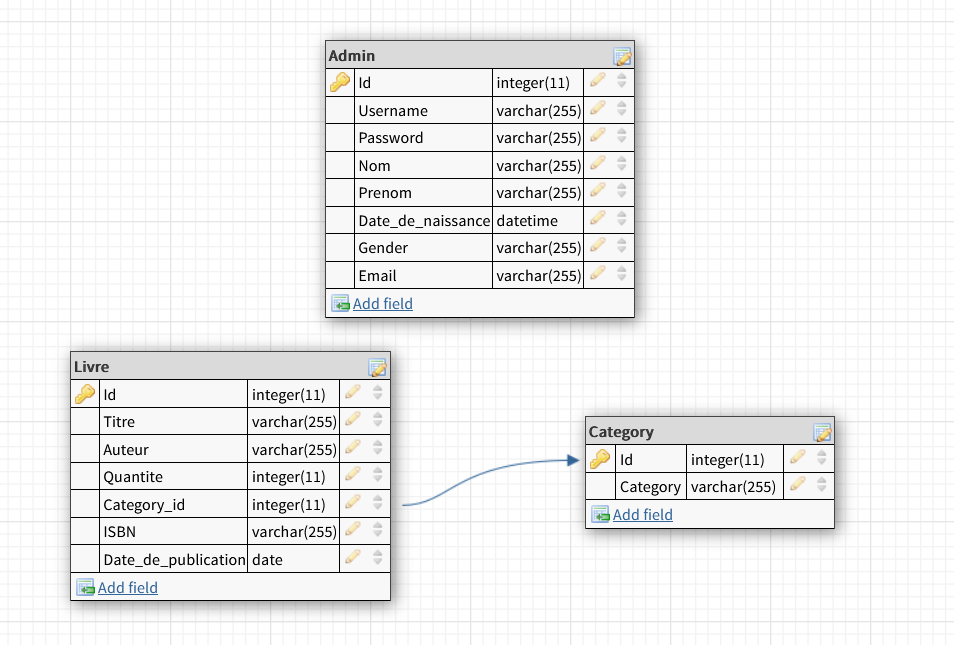 Admin
Id integer(11)
Username varchar(255)
Password varchar(255)
Nom varchar(255)
Prenom varchar(255)
Date_de_naissance datetime
Gender varchar(255)
Email varchar(255)
Add field
Livre
Id integer(11)
Titre varchar(255)
Auteur varchar(255)
Quantite integer(11)
Category_id integer(11)
ISBN varchar(255)
Date_de_publication date
Add field
Category
Id integer(11)
Category varchar(255)
Add field